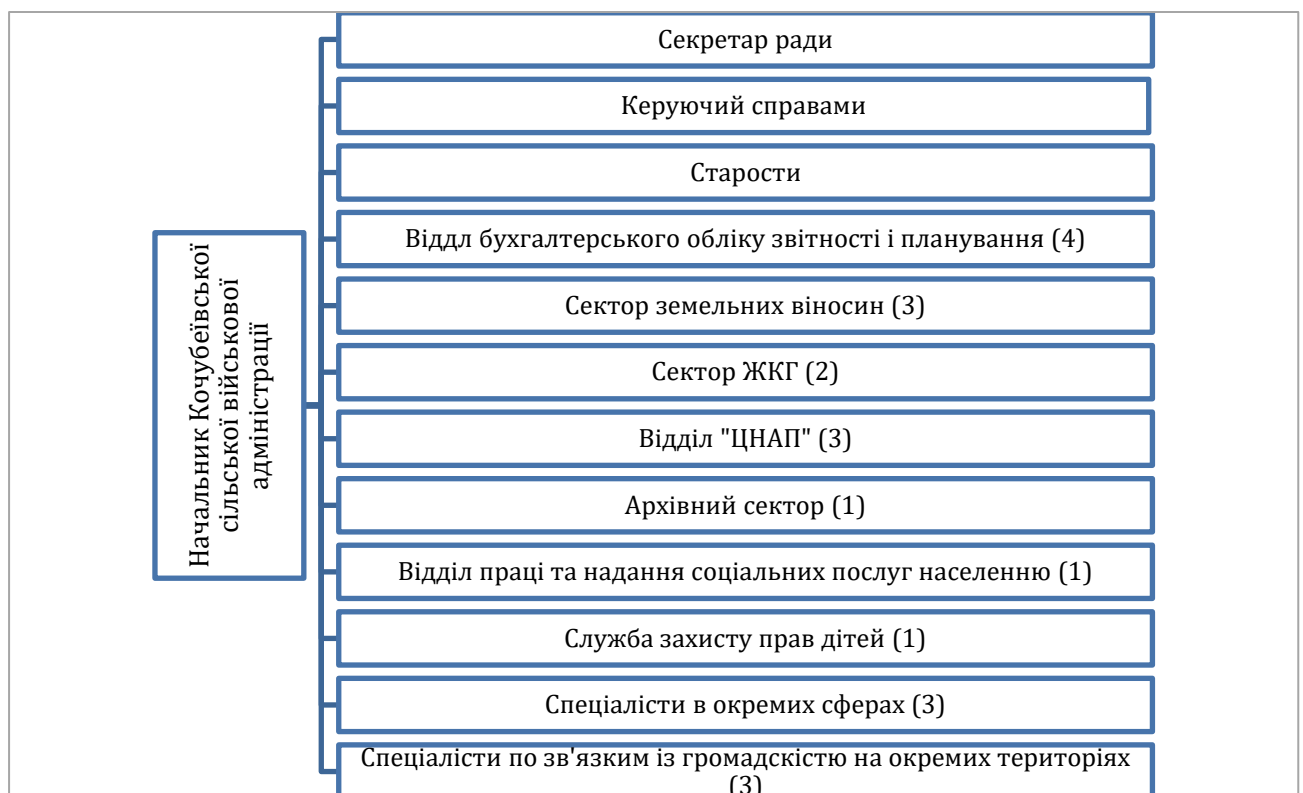 Секретар ради
Керуючий справами
Старости
Віддл бухгалтерського обліку звітності і планування (4)
Сектор земельних віносин (3)
Сектор ЖКГ (2)
Відділ "ЦНАП" (3)
Архівний сектор (1)
Відділ праці та надання соціальних послуг населенню (1)
Служба захисту прав дітей (1)
Спеціалісти в окремих сферах (3)
Спеціалісти по зв'язким із громадскістю на окремих територіях
(3)
Начальник Кочубеївської
сільської військової
адміністрації